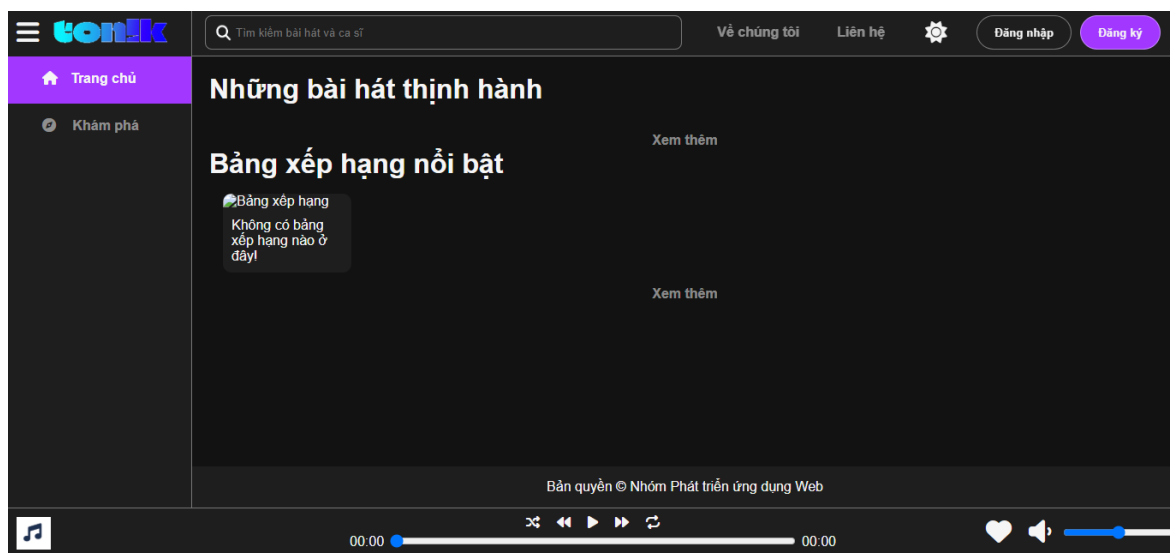 ton!k
Tìm kiếm bài hát và ca sĩ
Về chúng tôi
Liên hệ
Đăng nhập
Đăng ký
Trang chủ
Khám phá
Những bài hát thịnh hành
Xem thêm
Bảng xếp hạng nổi bật
Bảng xếp hạng
Không có bảng
xếp hạng nào ở
đây!
Xem thêm
Bản quyền © Nhóm Phát triển ứng dụng Web
00:00
00:00